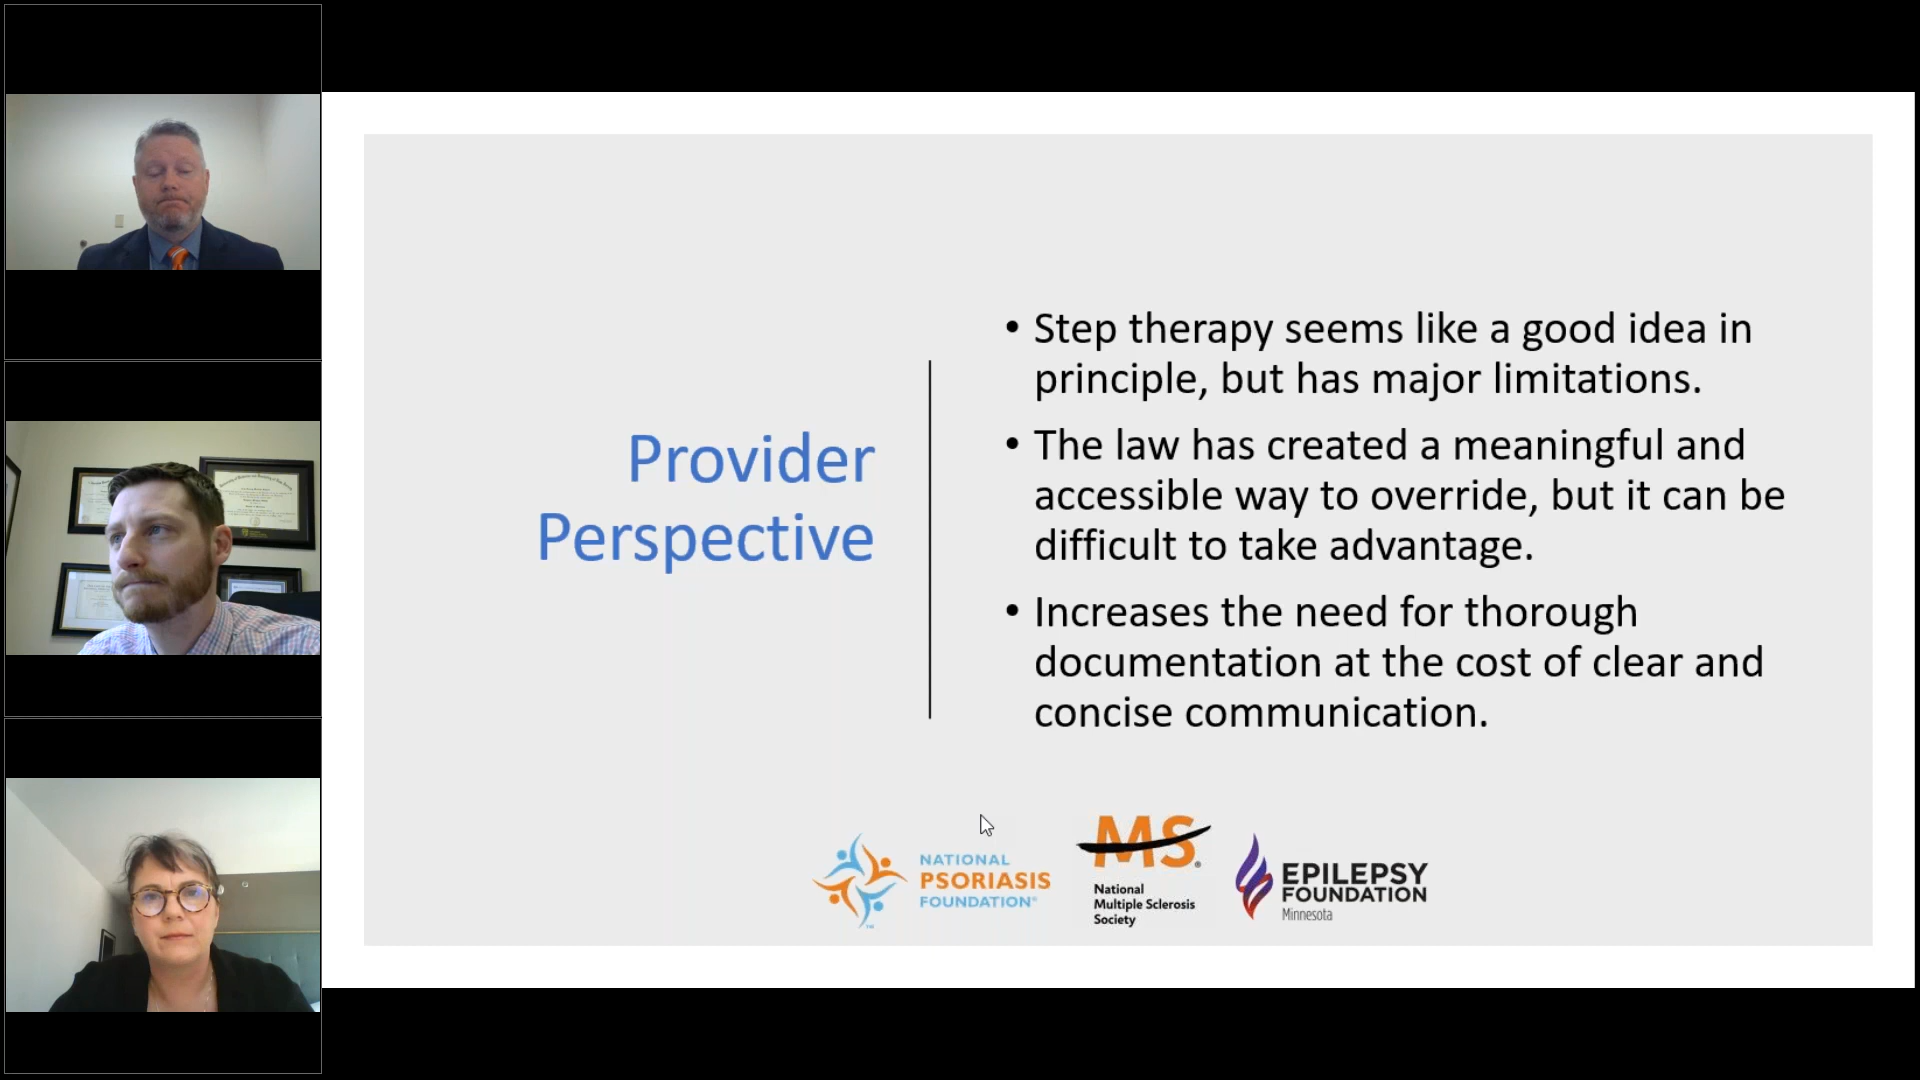 Provider
Perspective
• Step therapy seems like a good idea in
principle, but has major limitations.
• The law has created a meaningful and
accessible way to override, but it can be
difficult to take advantage.
• Increases the need for thorough
documentation at the cost of clear and
concise communication.
NATIONAL
PSORIASIS
FOUNDATION®
™
MS®
National
Multiple Sclerosis
Society
EPILEPSY
FOUNDATION
Minnesota